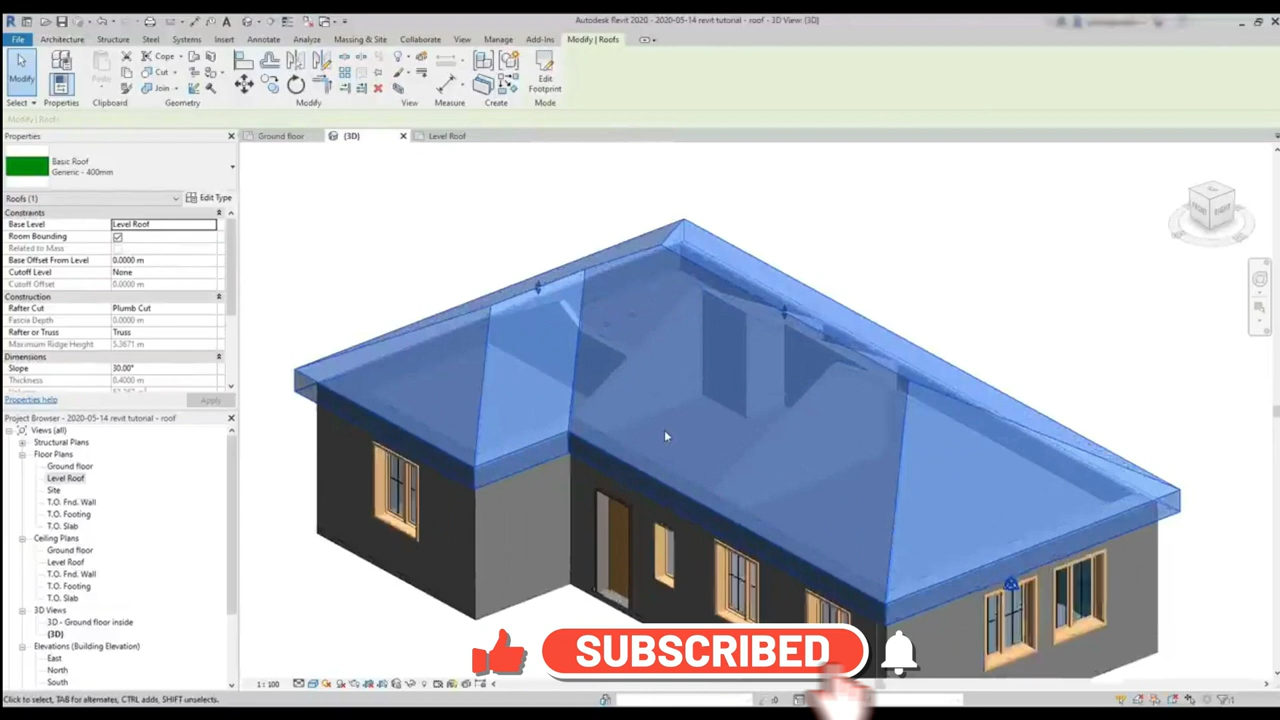 Autodesk Revit 2020 - 2020-05-14 revit tutorial - roof - 3D View: {3D}
File Architecture Structure Steel Systems Insert Annotate Analyze Massing & Site Collaborate View Manage Add-Ins Modify | Roofs
Modify Paste Cope Cut Join Edit Footprint
Select Properties Clipboard Geometry Modify View Measure Create Mode
Modify | Roofs
Properties
Ground floor {3D} Level Roof
Basic Roof
Generic - 400mm
Roofs (1) Edit Type
Constraints
Base Level Level Roof
Room Bounding
Related to Mass
Base Offset From Level 0.0000 m
Cutoff Level None
Cutoff Offset 0.0000 m
Construction
Rafter Cut Plumb Cut
Fascia Depth 0.0000 m
Rafter or Truss Truss
Maximum Ridge Height 5.3671 m
Dimensions
Slope 30.00°
Thickness 0.4000 m
Properties help Apply
Project Browser - 2020-05-14 revit tutorial - roof
Views (all)
Structural Plans
Floor Plans
Ground floor
Level Roof
Site
T.O. Fnd. Wall
T.O. Footing
T.O. Slab
Ceiling Plans
Ground floor
Level Roof
T.O. Fnd. Wall
T.O. Footing
T.O. Slab
3D Views
3D - Ground floor inside
{3D}
Elevations (Building Elevation)
East
North
South
FRONT RIGHT
SUBSCRIBED
1 : 100
Click to select, TAB for alternates, CTRL adds, SHIFT unselects.
:0